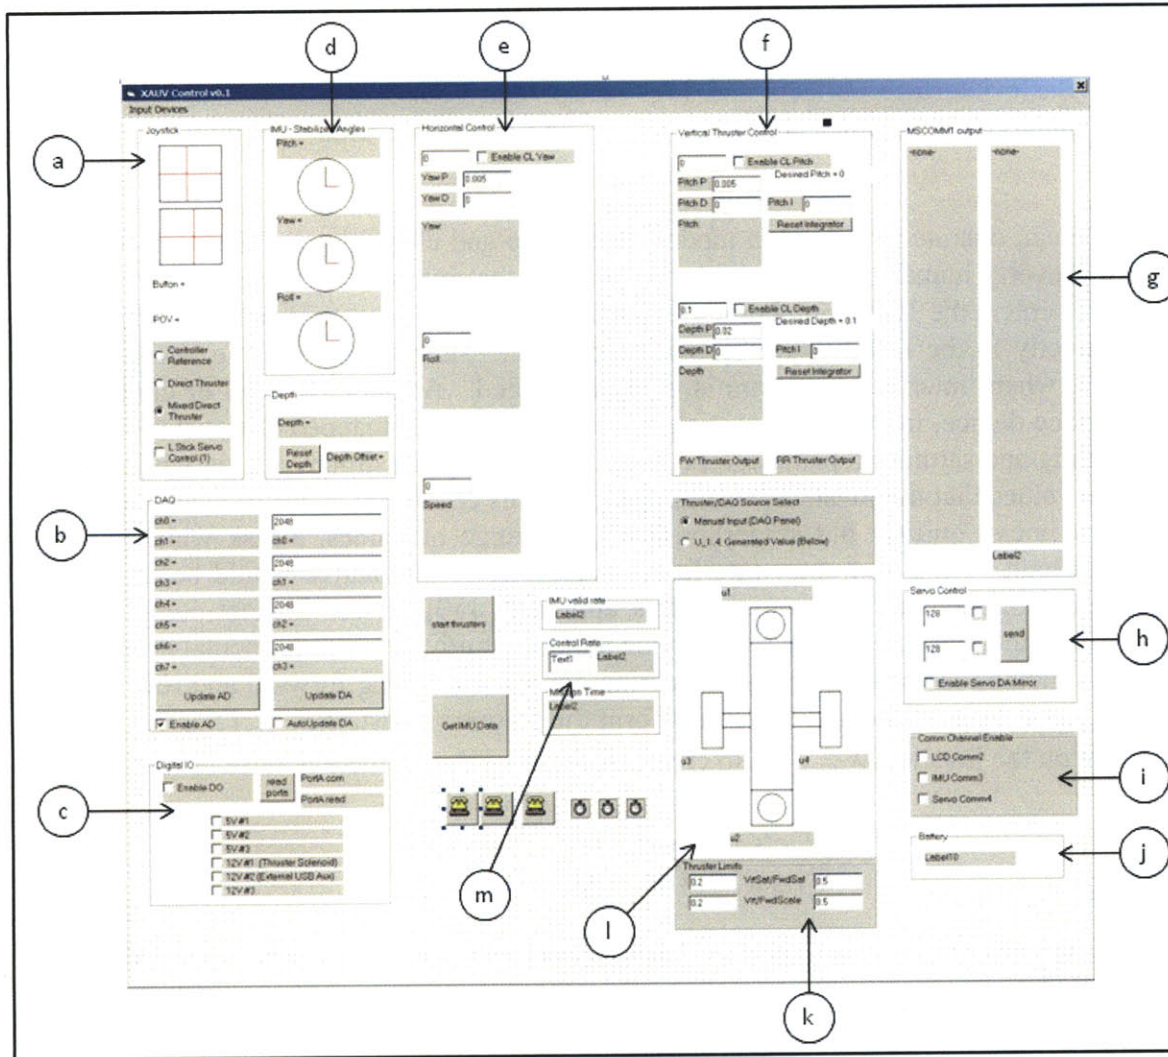 d
e
f
XAUV Control v0.1
Input Devices
a
Joystick
Button =
POV =
Controller
Reference
Direct Thruster
Mixed Direct
Thruster
L Stick Servo
Control (1)
IMU - Stabilized Angles
Pitch =
Yaw =
Roll =
Depth
Depth =
Reset
Depth
Depth Offset =
Horizontal Control
0
Enable CL Yaw
Yaw P 0.005
Yaw D 0
Yaw
0
Roll
0
Speed
Vertical Thruster Control
0
Enable CL Pitch
Desired Pitch = 0
Pitch P 0.005
Pitch D 0
Pitch I 0
Pitch
Reset Integrator
0.1
Enable CL Depth
Desired Depth = 0.1
Depth P 0.02
Depth D 0
Pitch I 0
Depth
Reset Integrator
FW Thruster Output
RR Thruster Output
MSCOMM1 output
-none-
-none-
Label2
g
b
DAQ
ch0 =
2048
ch1 =
ch0 =
ch2 =
2048
ch3 =
ch1 =
ch4 =
2048
ch5 =
ch2 =
ch6 =
2048
ch7 =
ch3 =
Update AD
Update DA
Enable AD
AutoUpdate DA
c
Digital IO
Enable DO
read
ports
PortA com
PortA read
5V #1
5V #2
5V #3
12V #1 (Thruster Solenoid)
12V #2 (External USB Aux)
12V #3
start thrusters
Get IMU Data
IMU valid rate
Label2
Control Rate
Text1
Label2
Mission Time
Label2
m
Thruster/DAQ Source Select
Manual Input (DAQ Panel)
U_1..4, Generated Value (Below)
u1
u3
u4
u2
l
Thruster Limits
0.2
Vrt/Sat/FwdSat
0.5
0.2
Vrt/FwdScale
0.5
k
Servo Control
128
128
send
Enable Servo DA Mirror
h
Comm Channel Enable
LCD Comm2
IMU Comm3
Servo Comm4
i
Battery
Label10
j